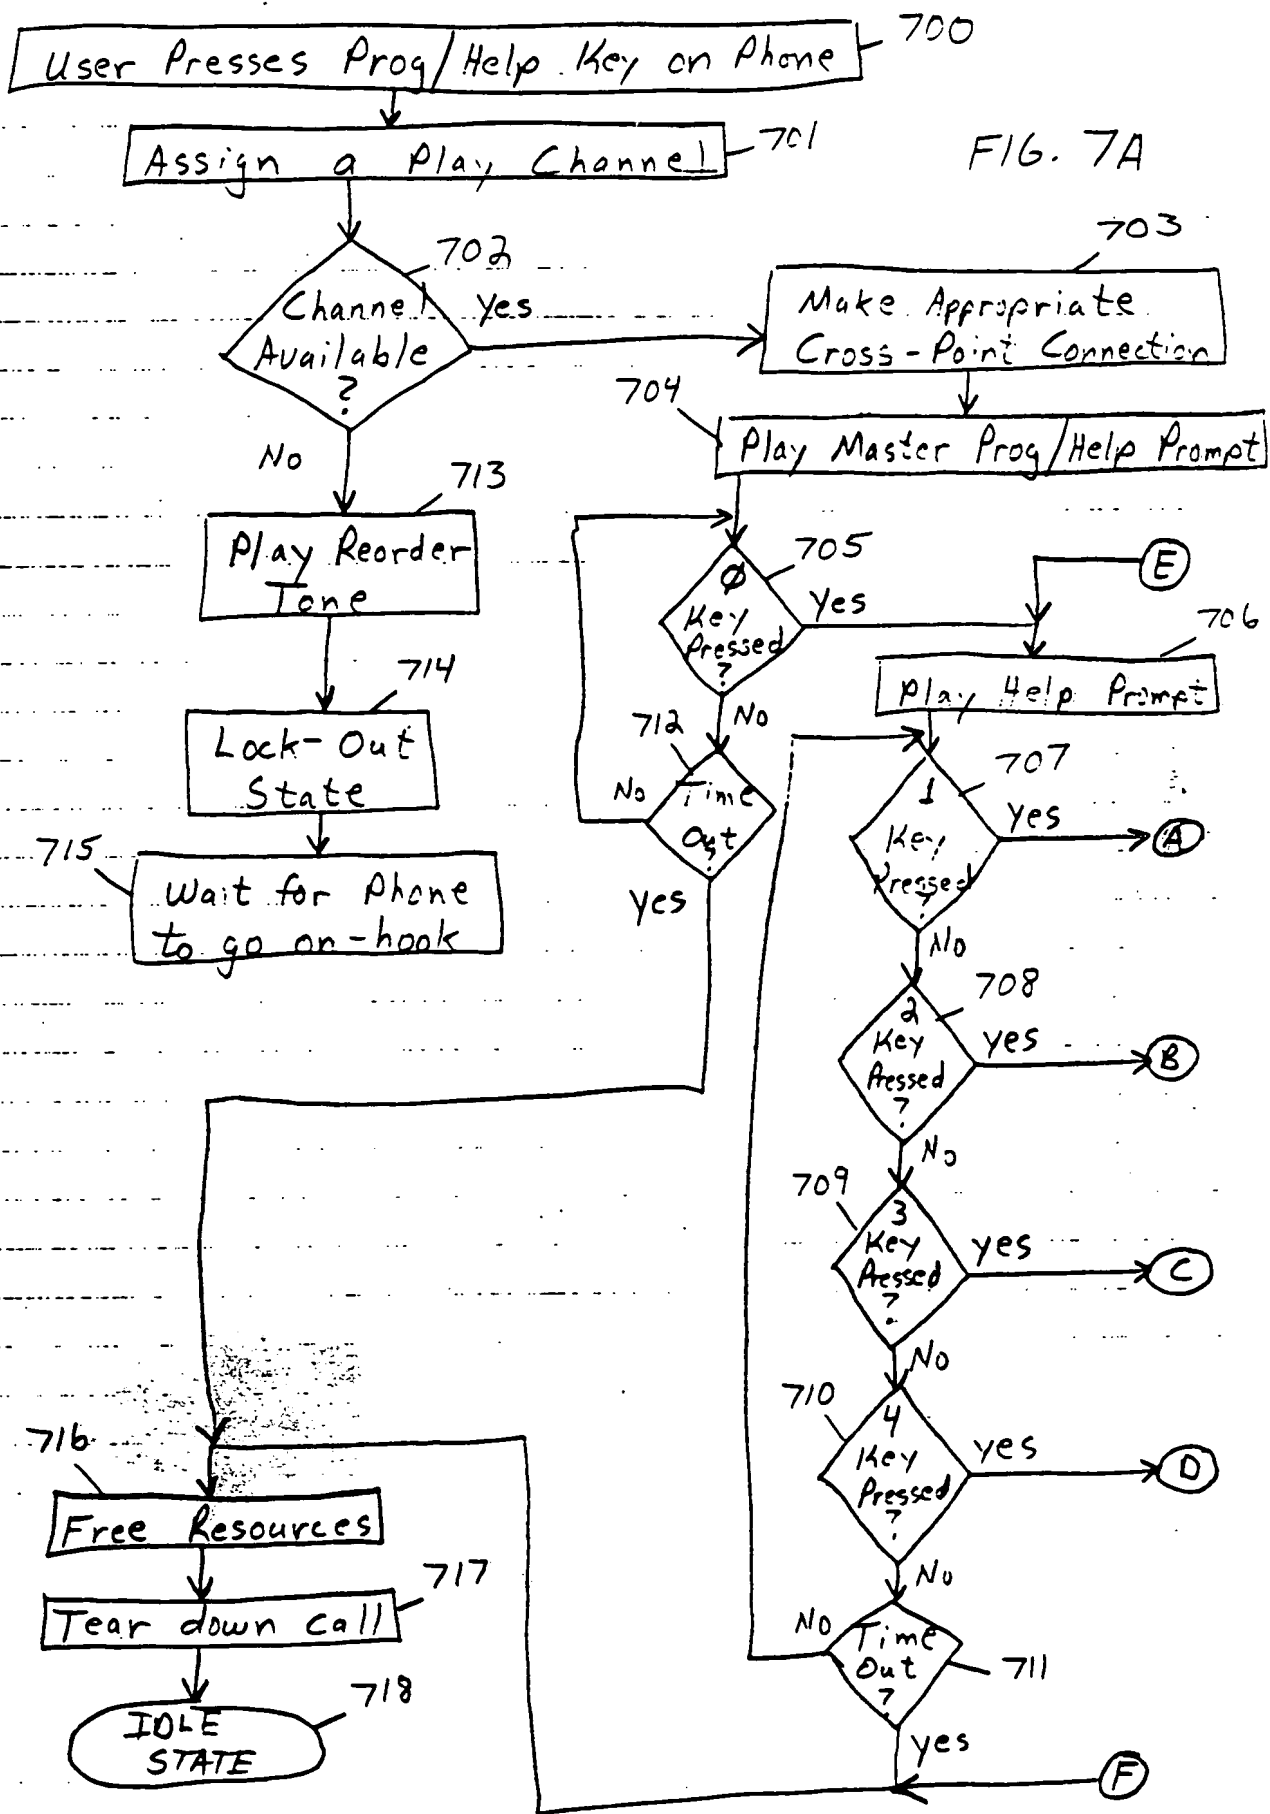 700
User Presses Prog/Help Key on Phone
701
Assign a Play Channel
FIG. 7A
702
Channel
Available
?
Yes
No
703
Make Appropriate
Cross-Point Connection
704
Play Master Prog/Help Prompt
713
Play Reorder
Tone
714
Lock-Out
State
715
Wait for Phone
to go on-hook
705
Ø
Key
Pressed
?
Yes
No
E
706
Play Help Prompt
712
Time
Out
?
No
Yes
707
1
Key
Pressed
?
Yes
A
No
708
2
Key
Pressed
?
Yes
B
No
709
3
Key
Pressed
?
Yes
C
No
710
4
Key
Pressed
?
Yes
D
No
No
Time
Out
?
711
Yes
F
716
Free Resources
717
Tear down Call
718
IDLE
STATE